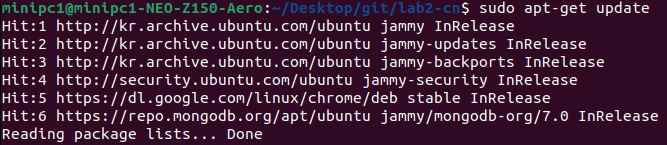 minipc1@minipc1-NEO-Z150-Aero:~/Desktop/git/lab2-cn$ sudo apt-get update
Hit:1 http://kr.archive.ubuntu.com/ubuntu jammy InRelease
Hit:2 http://kr.archive.ubuntu.com/ubuntu jammy-updates InRelease
Hit:3 http://kr.archive.ubuntu.com/ubuntu jammy-backports InRelease
Hit:4 http://security.ubuntu.com/ubuntu jammy-security InRelease
Hit:5 https://dl.google.com/linux/chrome/deb stable InRelease
Hit:6 https://repo.mongodb.org/apt/ubuntu jammy/mongodb-org/7.0 InRelease
Reading package lists... Done